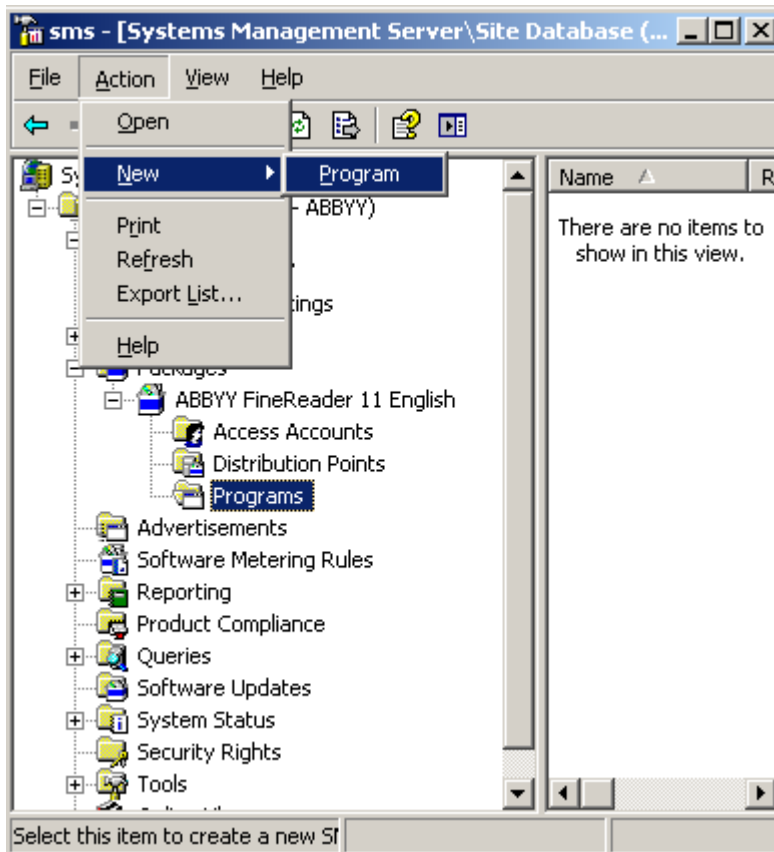 sms - [Systems Management Server\Site Database (...
File Action View Help
Open
New Program
Print
Refresh
Export List...
Help
- ABBYY)
Packages
ABBYY FineReader 11 English
Access Accounts
Distribution Points
Programs
Advertisements
Software Metering Rules
Reporting
Product Compliance
Queries
Software Updates
System Status
Security Rights
Tools
Name R
There are no items to
show in this view.
Select this item to create a new